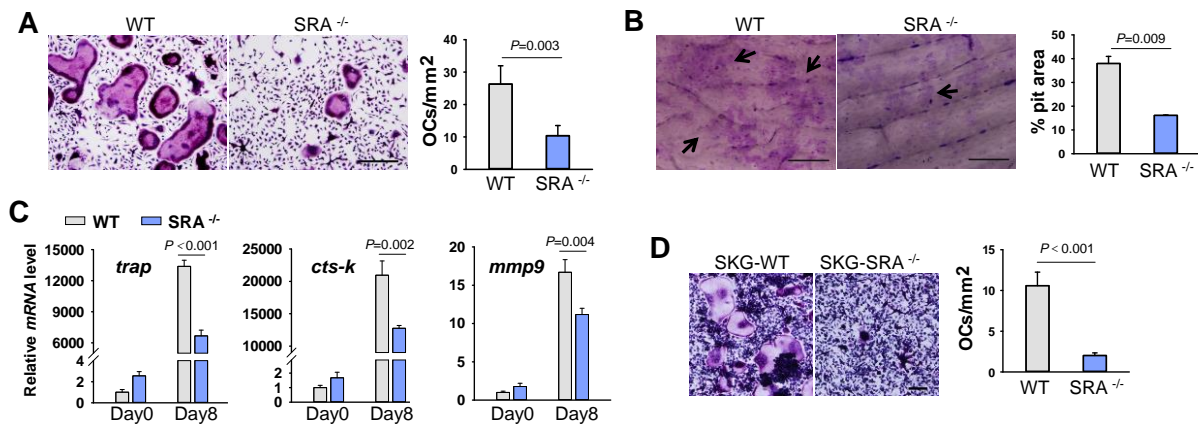 A
WT
SRA -/-
P=0.003
OCs/mm2
40
30
20
10
0
WT
SRA -/-
B
WT
SRA -/-
P=0.009
% pit area
50
40
30
20
10
0
WT
SRA -/-
C
WT
SRA -/-
Relative mRNA level
15000
12000
9000
6000
4
2
0
trap
P<0.001
Day0
Day8
25000
20000
15000
10000
2
1
0
cts-k
P=0.002
Day0
Day8
20
15
10
5
0
mmp9
P=0.004
Day0
Day8
D
SKG-WT
SKG-SRA -/-
P <0.001
OCs/mm2
15
10
5
0
WT
SRA -/-